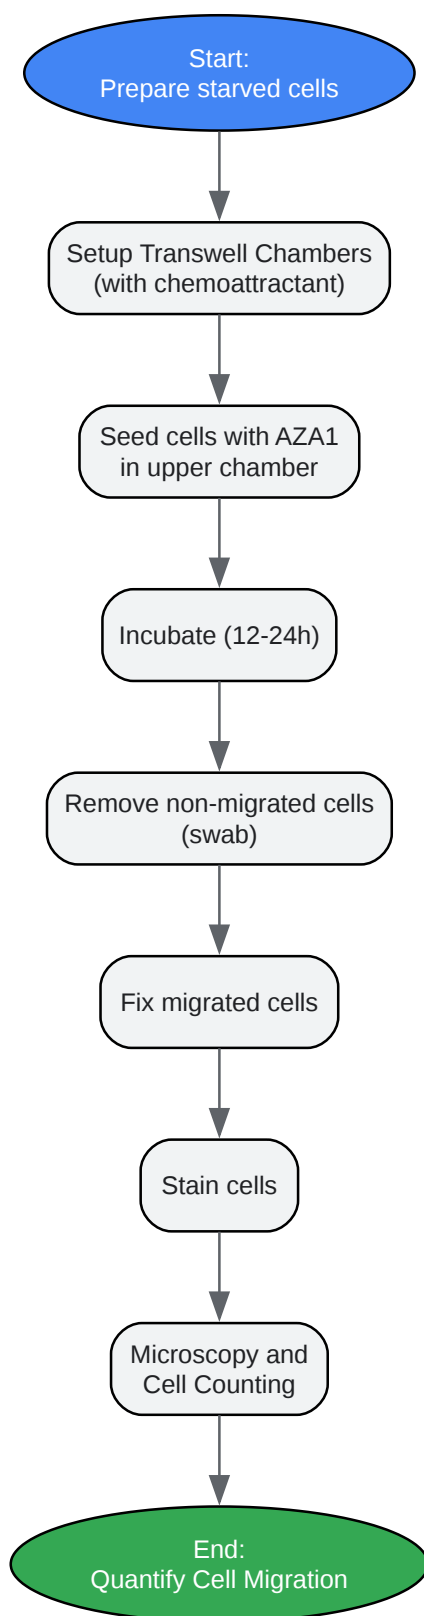 Start:
Prepare starved cells
Setup Transwell Chambers
(with chemoattractant)
Seed cells with AZA1
in upper chamber
Incubate (12-24h)
Remove non-migrated cells
(swab)
Fix migrated cells
Stain cells
Microscopy and
Cell Counting
End:
Quantify Cell Migration